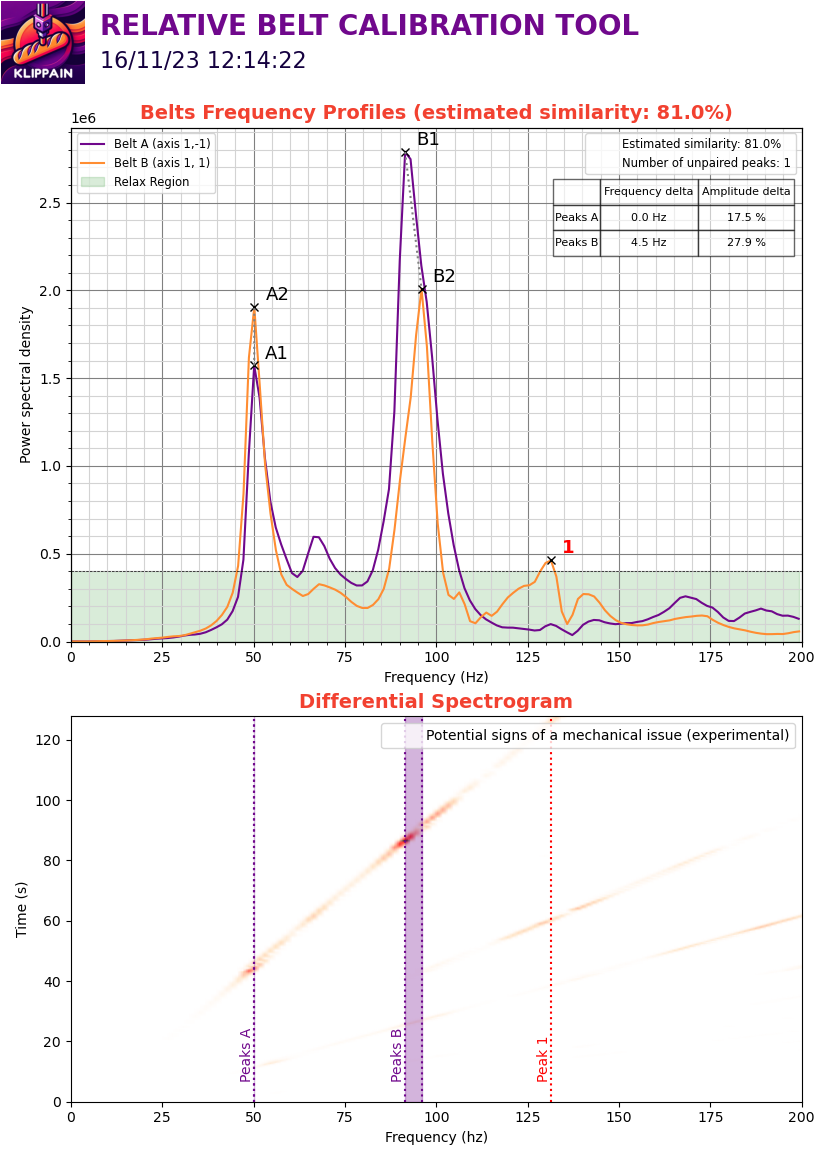 KLIPPAIN
RELATIVE BELT CALIBRATION TOOL
16/11/23 12:14:22
Belts Frequency Profiles (estimated similarity: 81.0%)
1e6
Belt A (axis 1,-1)
Belt B (axis 1, 1)
Relax Region
Estimated similarity: 81.0%
Number of unpaired peaks: 1
Frequency delta Amplitude delta
Peaks A 0.0 Hz 17.5 %
Peaks B 4.5 Hz 27.9 %
B1
B2
A2
A1
1
Power spectral density
2.5
2.0
1.5
1.0
0.5
0.0
0 25 50 75 100 125 150 175 200
Frequency (Hz)
Differential Spectrogram
Potential signs of a mechanical issue (experimental)
Time (s)
120
100
80
60
40
20
0
Peaks A
Peaks B
Peak 1
0 25 50 75 100 125 150 175 200
Frequency (hz)